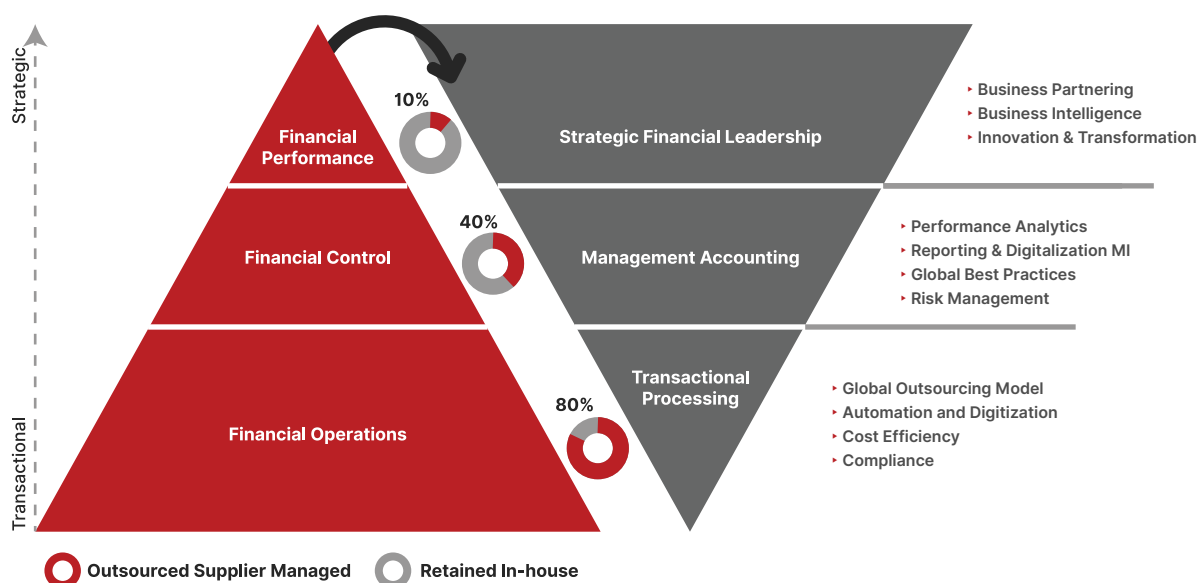 Strategic
Transactional
10%
Financial
Performance
Strategic Financial Leadership
Business Partnering
Business Intelligence
Innovation & Transformation
40%
Financial Control
Management Accounting
Performance Analytics
Reporting & Digitalization MI
Global Best Practices
Risk Management
80%
Financial Operations
Transactional
Processing
Global Outsourcing Model
Automation and Digitization
Cost Efficiency
Compliance
Outsourced Supplier Managed
Retained In-house